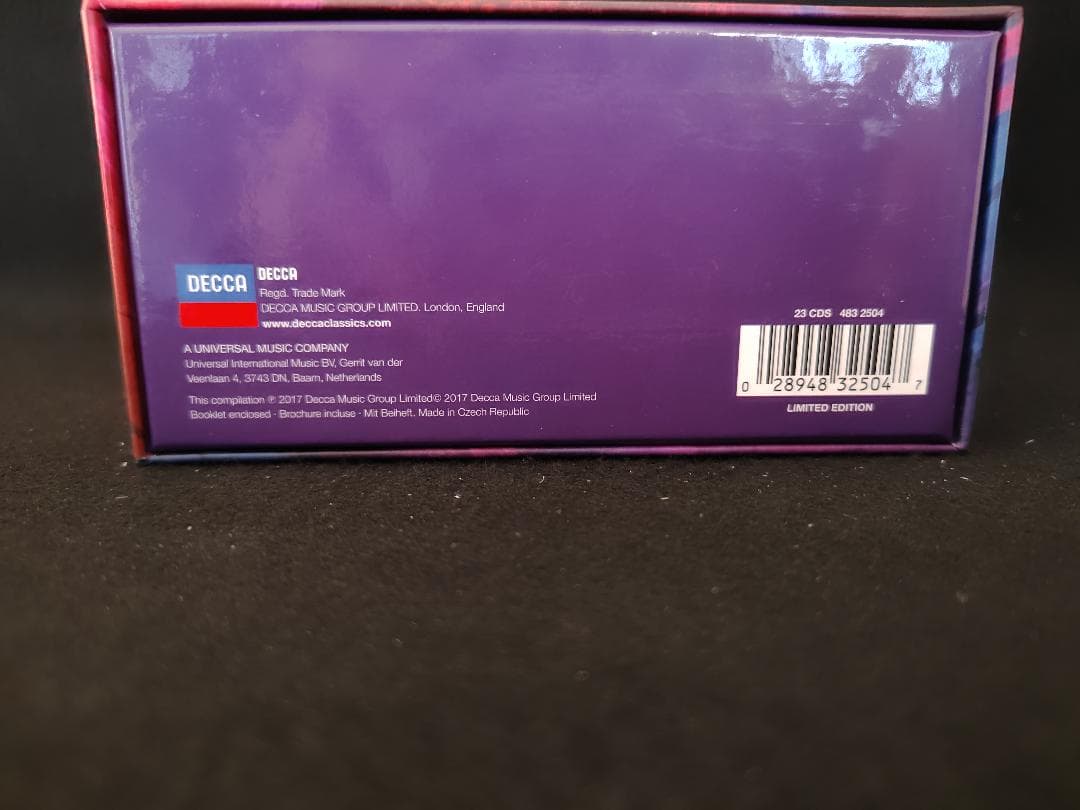 DECCA
DECCA
Regd. Trade Mark
DECCA MUSIC GROUP LIMITED. London, England
www.deccaclassics.com
A UNIVERSAL MUSIC COMPANY
Universal International Music BV, Gerrit van der
Veenlaan 4, 3743 DN, Baarn, Netherlands
This compilation ℗ 2017 Decca Music Group Limited© 2017 Decca Music Group Limited
Booklet enclosed · Brochure incluse · Mit Beiheft. Made in Czech Republic
23 CDS 483 2504
0 28948 32504 7
LIMITED EDITION